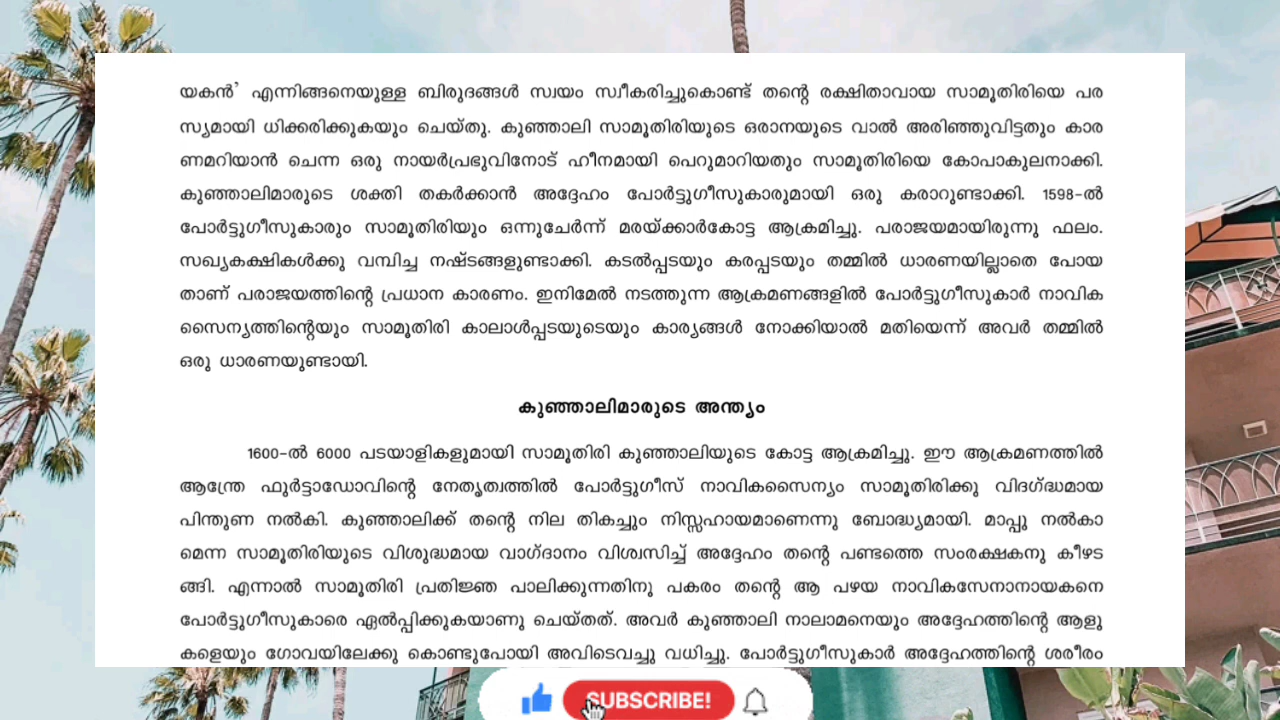 യകൻ' എന്നിങ്ങനെയുള്ള ബിരുദങ്ങൾ സ്വയം സ്വീകരിച്ചുകൊണ്ട് തന്റെ രക്ഷിതാവായ സാമൂതിരിയെ പര
സ്യമായി ധിക്കരിക്കുകയും ചെയ്തു. കുഞ്ഞാലി സാമൂതിരിയുടെ ഒരാനയുടെ വാൽ അരിഞ്ഞുവിട്ടതും കാര
ണമറിയാൻ ചെന്ന ഒരു നായർപ്രഭുവിനോട് ഹീനമായി പെറുമാറിയതും സാമൂതിരിയെ കോപാകുലനാക്കി.
കുഞ്ഞാലിമാരുടെ ശക്തി തകർക്കാൻ അദ്ദേഹം പോർട്ടുഗീസുകാരുമായി ഒരു കരാറുണ്ടാക്കി. 1598-ൽ
പോർട്ടുഗീസുകാരും സാമൂതിരിയും ഒന്നുചേർന്ന് മരയ്ക്കാർകോട്ട ആക്രമിച്ചു. പരാജയമായിരുന്നു ഫലം.
സഖ്യകക്ഷികൾക്കു വമ്പിച്ച നഷ്ടങ്ങളുണ്ടാക്കി. കടൽപ്പടയും കരപ്പടയും തമ്മിൽ ധാരണയില്ലാതെ പോയ
താണ് പരാജയത്തിന്റെ പ്രധാന കാരണം. ഇനിമേൽ നടത്തുന്ന ആക്രമണങ്ങളിൽ പോർട്ടുഗീസുകാർ നാവിക
സൈന്യത്തിന്റെയും സാമൂതിരി കാലാൾപ്പടയുടെയും കാര്യങ്ങൾ നോക്കിയാൽ മതിയെന്ന് അവർ തമ്മിൽ
ഒരു ധാരണയുണ്ടായി.
കുഞ്ഞാലിമാരുടെ അന്ത്യം
1600-ൽ 6000 പടയാളികളുമായി സാമൂതിരി കുഞ്ഞാലിയുടെ കോട്ട ആക്രമിച്ചു. ഈ ആക്രമണത്തിൽ
ആന്ത്രേ ഫുർട്ടാഡോവിന്റെ നേതൃത്വത്തിൽ പോർട്ടുഗീസ് നാവികസൈന്യം സാമൂതിരിക്കു വിദഗ്ദ്ധമായ
പിന്തുണ നൽകി. കുഞ്ഞാലിക്ക് തന്റെ നില തികച്ചും നിസ്സഹായമാണെന്നു ബോദ്ധ്യമായി. മാപ്പു നൽകാ
മെന്ന സാമൂതിരിയുടെ വിശുദ്ധമായ വാഗ്ദാനം വിശ്വസിച്ച് അദ്ദേഹം തന്റെ പണ്ടത്തെ സംരക്ഷകനു കീഴട
ങ്ങി. എന്നാൽ സാമൂതിരി പ്രതിജ്ഞ പാലിക്കുന്നതിനു പകരം തന്റെ ആ പഴയ നാവികസേനാനായകനെ
പോർട്ടുഗീസുകാരെ ഏൽപ്പിക്കുകയാണു ചെയ്തത്. അവർ കുഞ്ഞാലി നാലാമനെയും അദ്ദേഹത്തിന്റെ ആളു
കളെയും ഗോവയിലേക്കു കൊണ്ടുപോയി അവിടെവച്ചു വധിച്ചു. പോർട്ടുഗീസുകാർ അദ്ദേഹത്തിന്റെ ശരീരം
SUBSCRIBE!